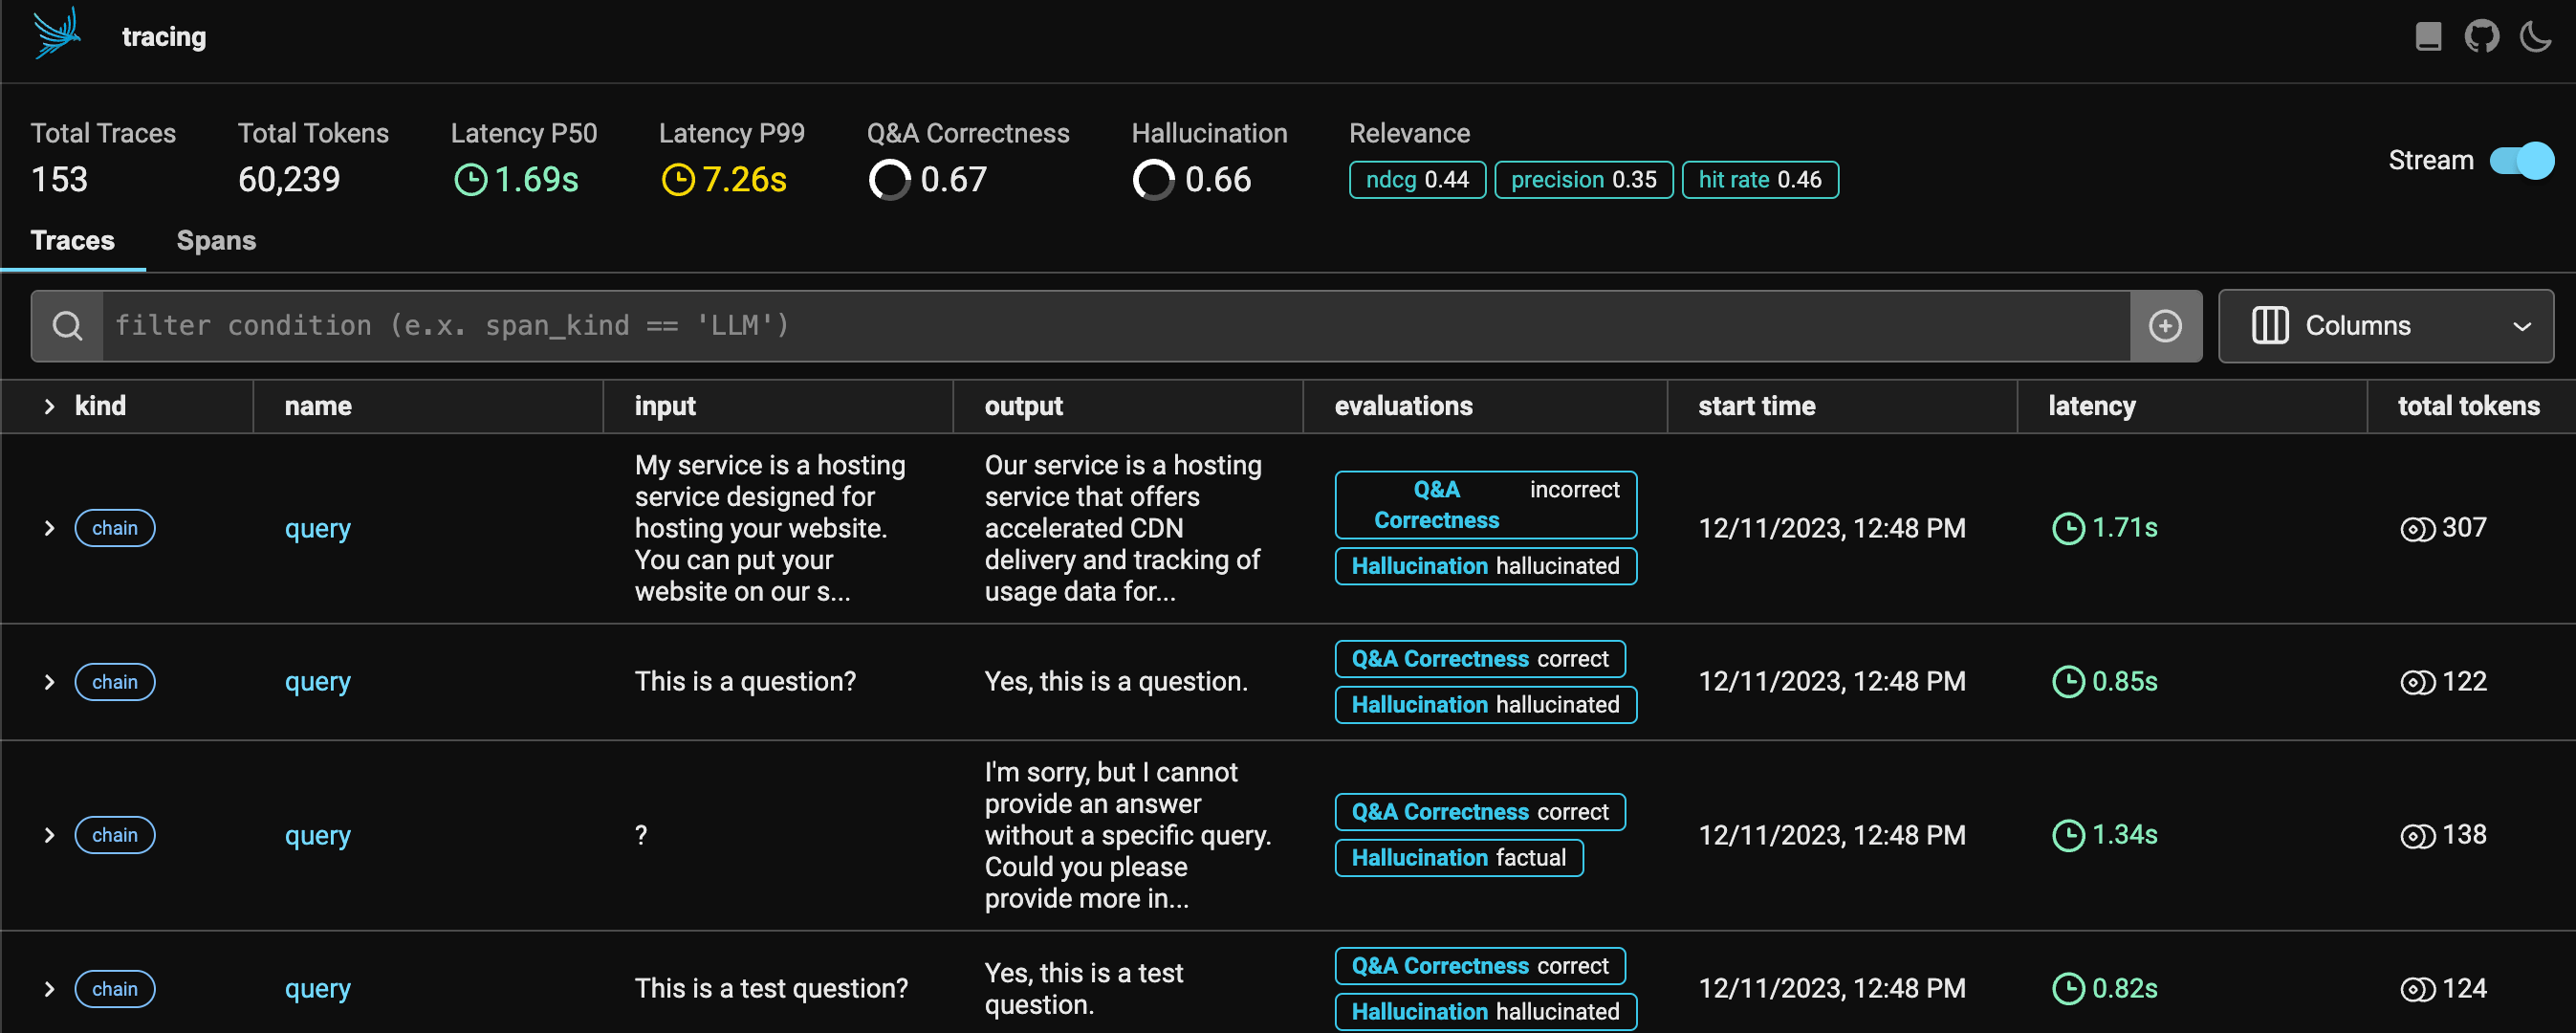 tracing
Total Traces
153
Total Tokens
60,239
Latency P50
1.69s
Latency P99
7.26s
Q&A Correctness
0.67
Hallucination
0.66
Relevance
ndcg 0.44
precision 0.35
hit rate 0.46
Stream
Traces
Spans
filter condition (e.x. span_kind == 'LLM')
Columns
kind
name
input
output
evaluations
start time
latency
total tokens
chain
query
My service is a hosting
service designed for
hosting your website.
You can put your
website on our s...
Our service is a hosting
service that offers
accelerated CDN
delivery and tracking of
usage data for...
Q&A
Correctness
incorrect
Hallucination hallucinated
12/11/2023, 12:48 PM
1.71s
307
chain
query
This is a question?
Yes, this is a question.
Q&A Correctness correct
Hallucination hallucinated
12/11/2023, 12:48 PM
0.85s
122
chain
query
?
I'm sorry, but I cannot
provide an answer
without a specific query.
Could you please
provide more in...
Q&A Correctness correct
Hallucination factual
12/11/2023, 12:48 PM
1.34s
138
chain
query
This is a test question?
Yes, this is a test
question.
Q&A Correctness correct
Hallucination hallucinated
12/11/2023, 12:48 PM
0.82s
124